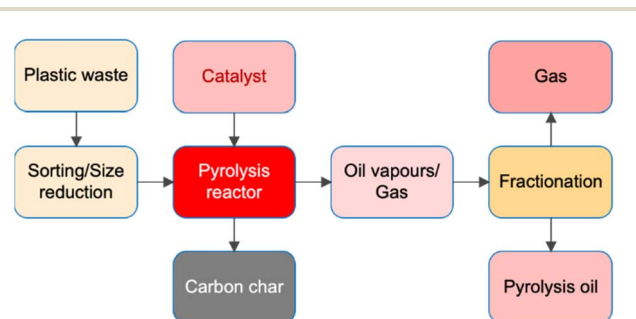 Plastic waste
Catalyst
Gas
Sorting/Size
reduction
Pyrolysis
reactor
Oil vapours/
Gas
Fractionation
Carbon char
Pyrolysis oil